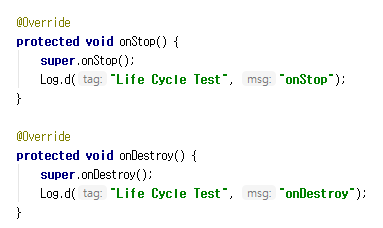 @Override
protected void onStop() {
super.onStop();
Log.d( tag: "Life Cycle Test", msg: "onStop");
}
@Override
protected void onDestroy() {
super.onDestroy();
Log.d( tag: "Life Cycle Test", msg: "onDestroy");
}